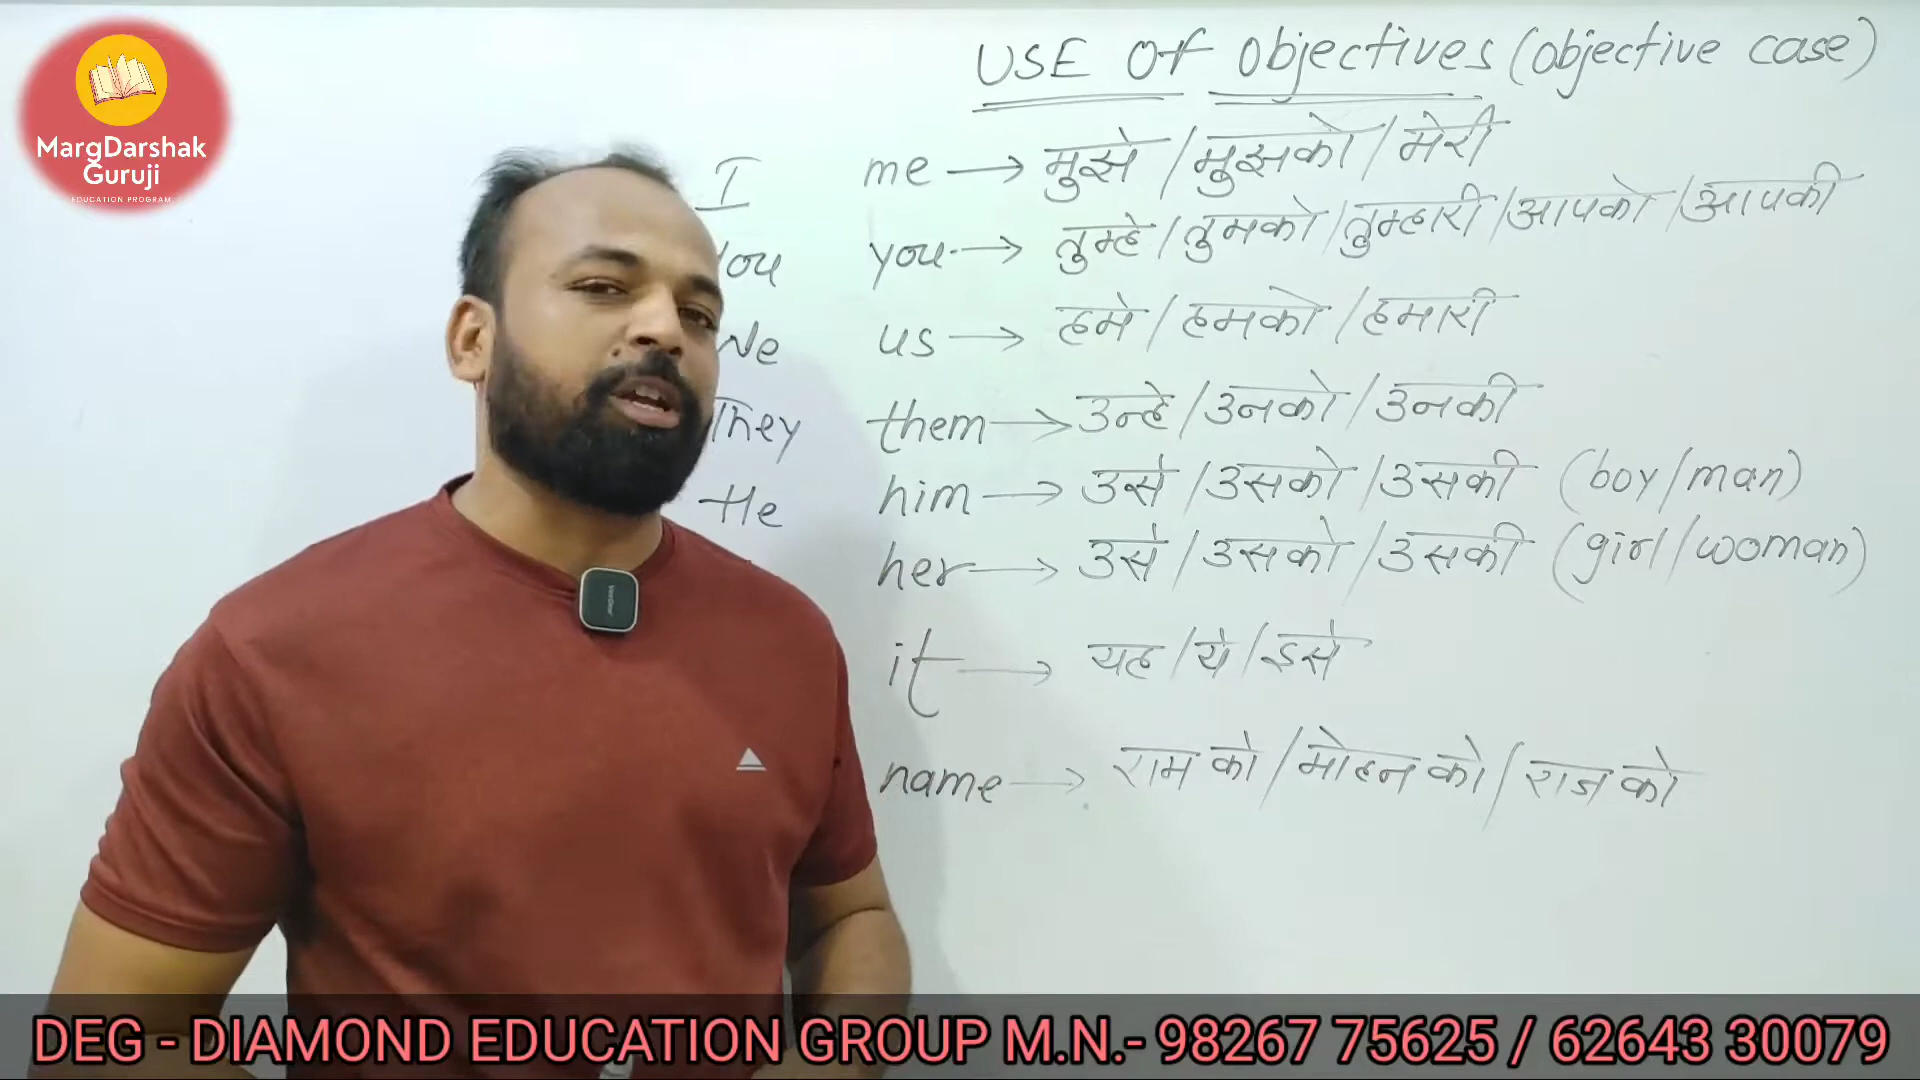 MargDarshak
Guruji
EDUCATION PROGRAM
USE Of Objectives (Objective case)
I me → मुझे / मुझको / मेरी
you you → तुम्हे / तुमको / तुम्हारी / आपको / आपकी
We us → हमे / हमको / हमारी
They them → उन्हे / उनको / उनकी
He him → उसे / उसको / उसकी (boy/man)
her → उसे / उसको / उसकी (girl/woman)
it → यह / ये / इसे
name → राम को / मोहन को / राज को
DEG - DIAMOND EDUCATION GROUP M.N.- 98267 75625 / 62643 30079